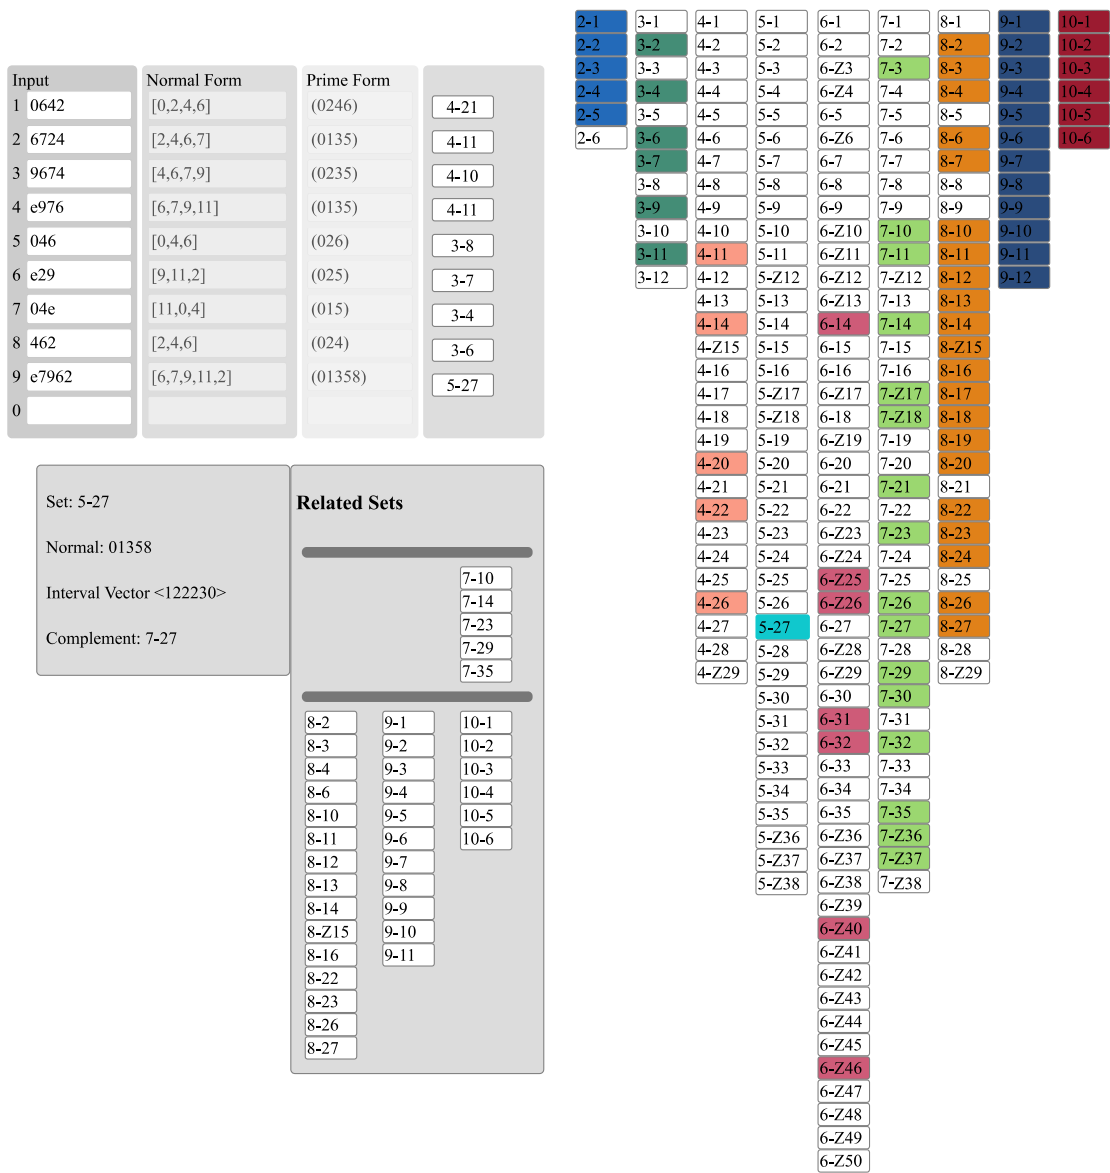 Input Normal Form Prime Form
1 0642 [0,2,4,6] (0246) 4-21
2 6724 [2,4,6,7] (0135) 4-11
3 9674 [4,6,7,9] (0235) 4-10
4 e976 [6,7,9,11] (0135) 4-11
5 046 [0,4,6] (026) 3-8
6 e29 [9,11,2] (025) 3-7
7 04e [11,0,4] (015) 3-4
8 462 [2,4,6] (024) 3-6
9 e7962 [6,7,9,11,2] (01358) 5-27
0
Set: 5-27
Normal: 01358
Interval Vector <122230>
Complement: 7-27
Related Sets
7-10
7-14
7-23
7-29
7-35
8-2 9-1 10-1
8-3 9-2 10-2
8-4 9-3 10-3
8-6 9-4 10-4
8-10 9-5 10-5
8-11 9-6 10-6
8-12 9-7
8-13 9-8
8-14 9-9
8-Z15 9-10
8-16 9-11
8-22
8-23
8-26
8-27
2-1 3-1 4-1 5-1 6-1 7-1 8-1 9-1 10-1
2-2 3-2 4-2 5-2 6-2 7-2 8-2 9-2 10-2
2-3 3-3 4-3 5-3 6-Z3 7-3 8-3 9-3 10-3
2-4 3-4 4-4 5-4 6-Z4 7-4 8-4 9-4 10-4
2-5 3-5 4-5 5-5 6-5 7-5 8-5 9-5 10-5
2-6 3-6 4-6 5-6 6-Z6 7-6 8-6 9-6 10-6
3-7 4-7 5-7 6-7 7-7 8-7 9-7
3-8 4-8 5-8 6-8 7-8 8-8 9-8
3-9 4-9 5-9 6-9 7-9 8-9 9-9
3-10 4-10 5-10 6-Z10 7-10 8-10 9-10
3-11 4-11 5-11 6-Z11 7-11 8-11 9-11
3-12 4-12 5-Z12 6-Z12 7-Z12 8-12 9-12
4-13 5-13 6-Z13 7-13 8-13
4-14 5-14 6-14 7-14 8-14
4-Z15 5-15 6-15 7-15 8-Z15
4-16 5-16 6-16 7-16 8-16
4-17 5-Z17 6-Z17 7-Z17 8-17
4-18 5-Z18 6-18 7-Z18 8-18
4-19 5-19 6-Z19 7-19 8-19
4-20 5-20 6-20 7-20 8-20
4-21 5-21 6-21 7-21 8-21
4-22 5-22 6-22 7-22 8-22
4-23 5-23 6-Z23 7-23 8-23
4-24 5-24 6-Z24 7-24 8-24
4-25 5-25 6-Z25 7-25 8-25
4-26 5-26 6-Z26 7-26 8-26
4-27 5-27 6-27 7-27 8-27
4-28 5-28 6-Z28 7-28 8-28
4-Z29 5-29 6-Z29 7-29 8-Z29
5-30 6-30 7-30
5-31 6-31 7-31
5-32 6-32 7-32
5-33 6-33 7-33
5-34 6-34 7-34
5-35 6-35 7-35
5-Z36 6-Z36 7-Z36
5-Z37 6-Z37 7-Z37
5-Z38 6-Z38 7-Z38
6-Z39
6-Z40
6-Z41
6-Z42
6-Z43
6-Z44
6-Z45
6-Z46
6-Z47
6-Z48
6-Z49
6-Z50